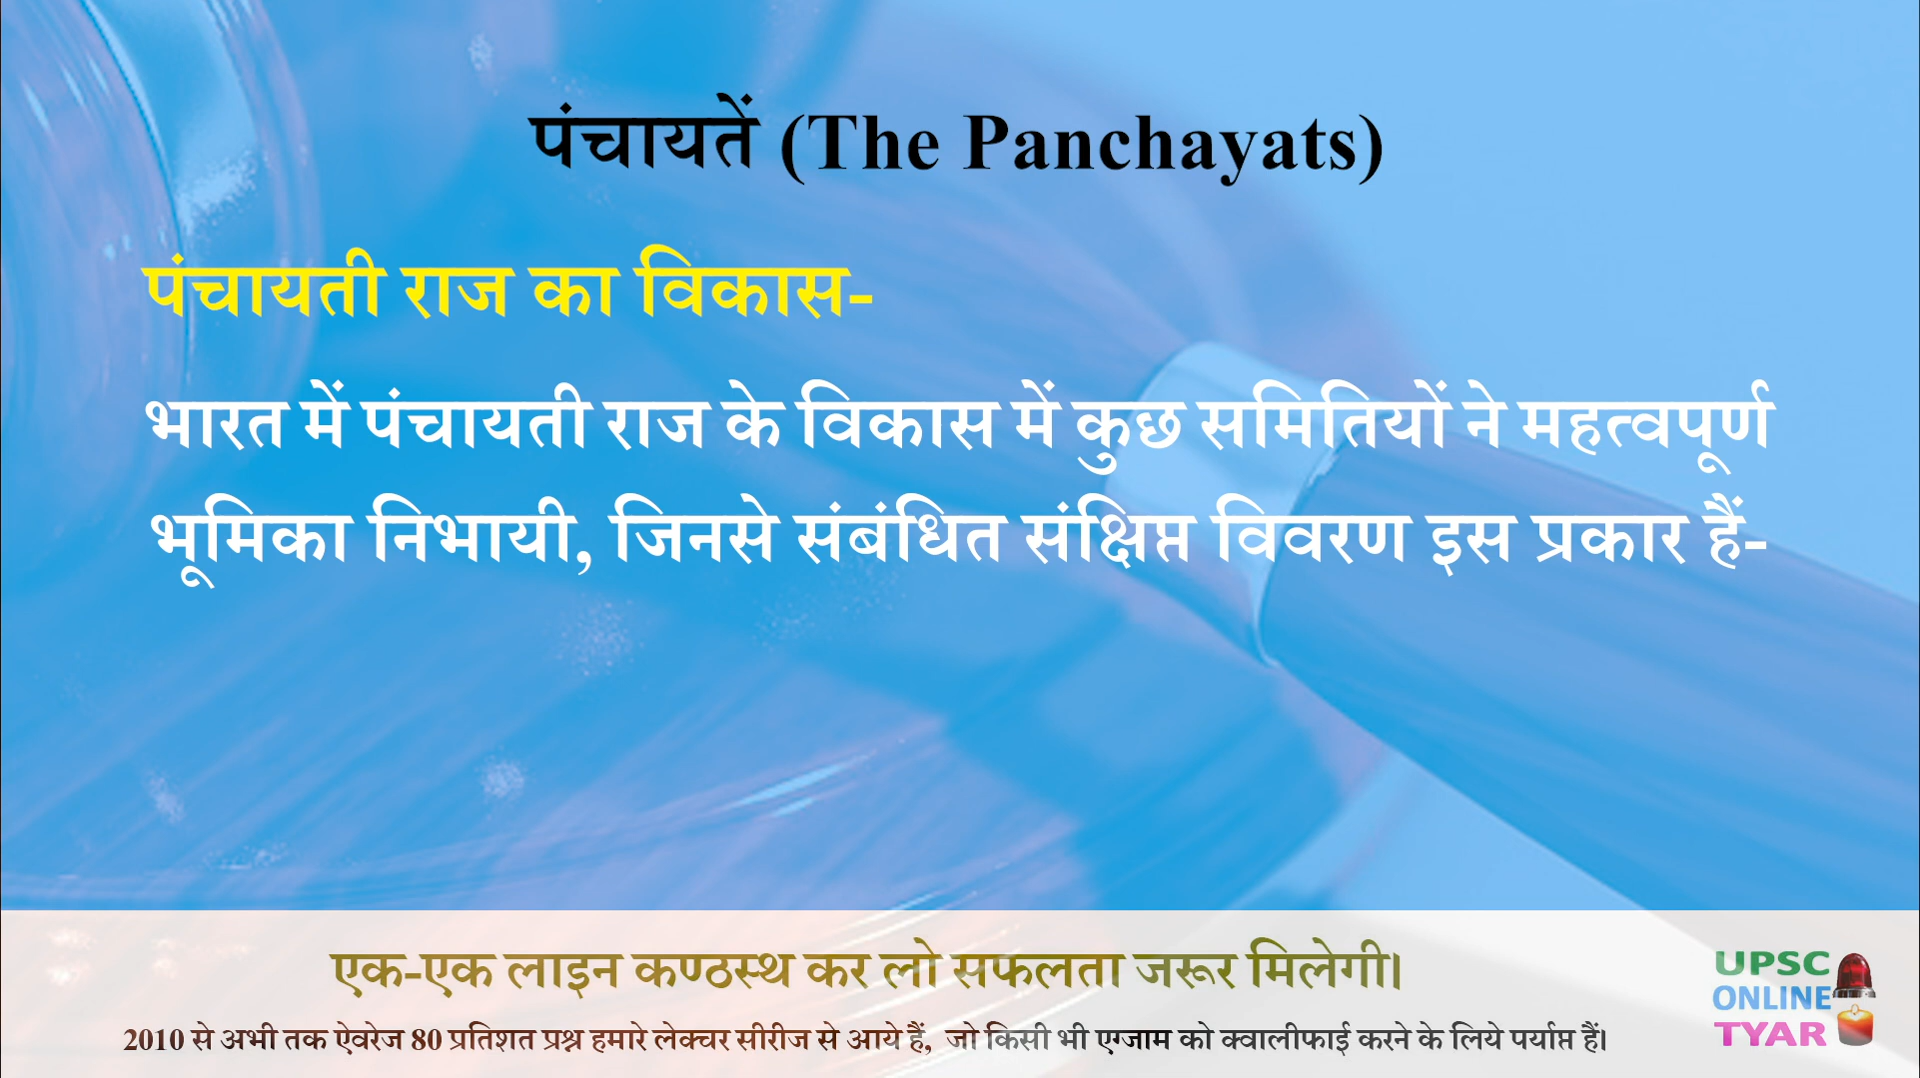 पंचायतें (The Panchayats)
पंचायती राज का विकास-
भारत में पंचायती राज के विकास में कुछ समितियों ने महत्वपूर्ण
भूमिका निभायी, जिनसे संबंधित संक्षिप्त विवरण इस प्रकार हैं-
एक-एक लाइन कण्ठस्थ कर लो सफलता जरूर मिलेगी।
2010 से अभी तक ऐवरेज 80 प्रतिशत प्रश्न हमारे लेक्चर सीरीज से आये हैं, जो किसी भी एग्जाम को क्वालीफाई करने के लिये पर्याप्त हैं।
UPSC
ONLINE
TYAR